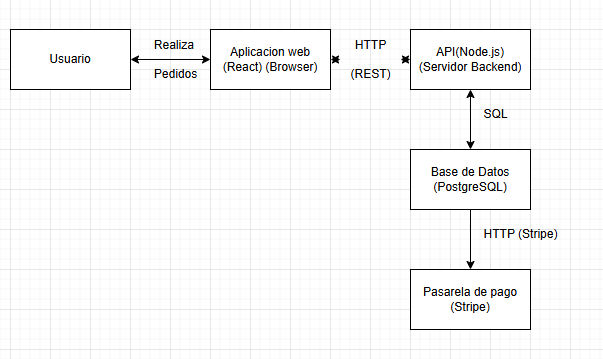 Usuario
Realiza
Pedidos
Aplicacion web
(React) (Browser)
HTTP
(REST)
API(Node.js)
(Servidor Backend)
SQL
Base de Datos
(PostgreSQL)
HTTP (Stripe)
Pasarela de pago
(Stripe)